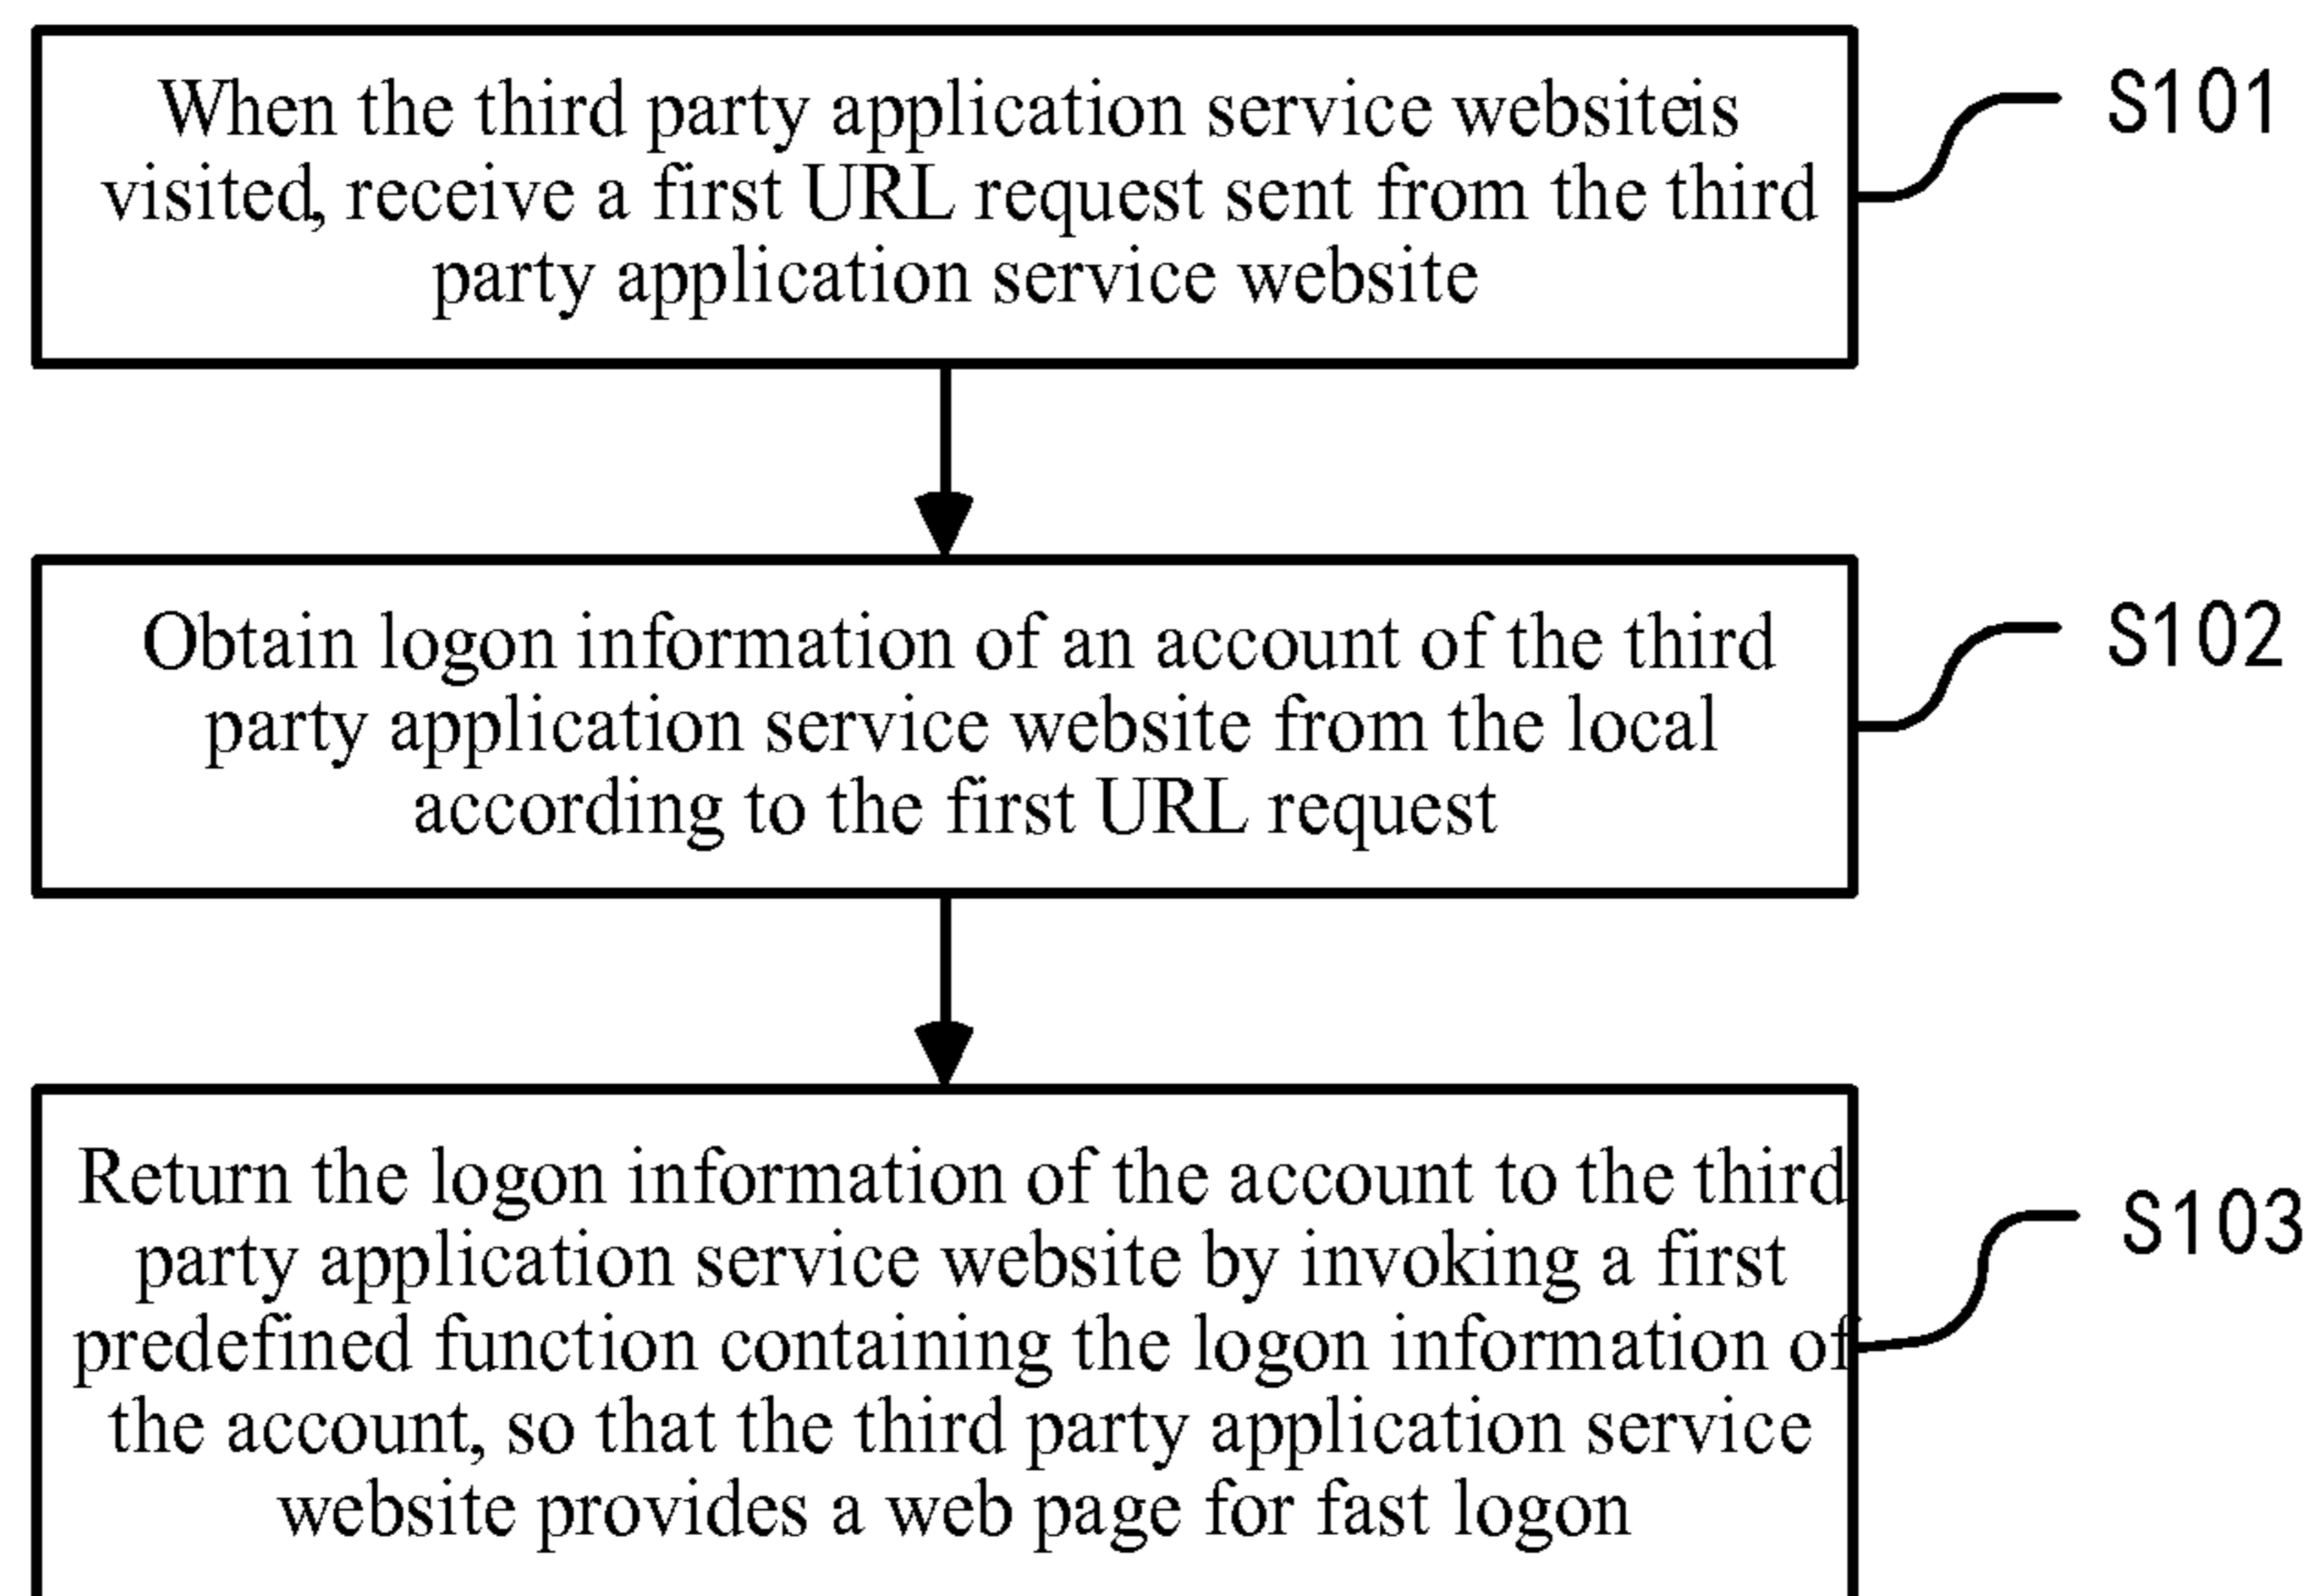 When the third party application service websiteis
visited, receive a first URL request sent from the third
party application service website
S101
Obtain logon information of an account of the third
party application service website from the local
according to the first URL request
S102
Return the logon information of the account to the third
party application service website by invoking a first
predefined function containing the logon information of
the account, so that the third party application service
website provides a web page for fast logon
S103